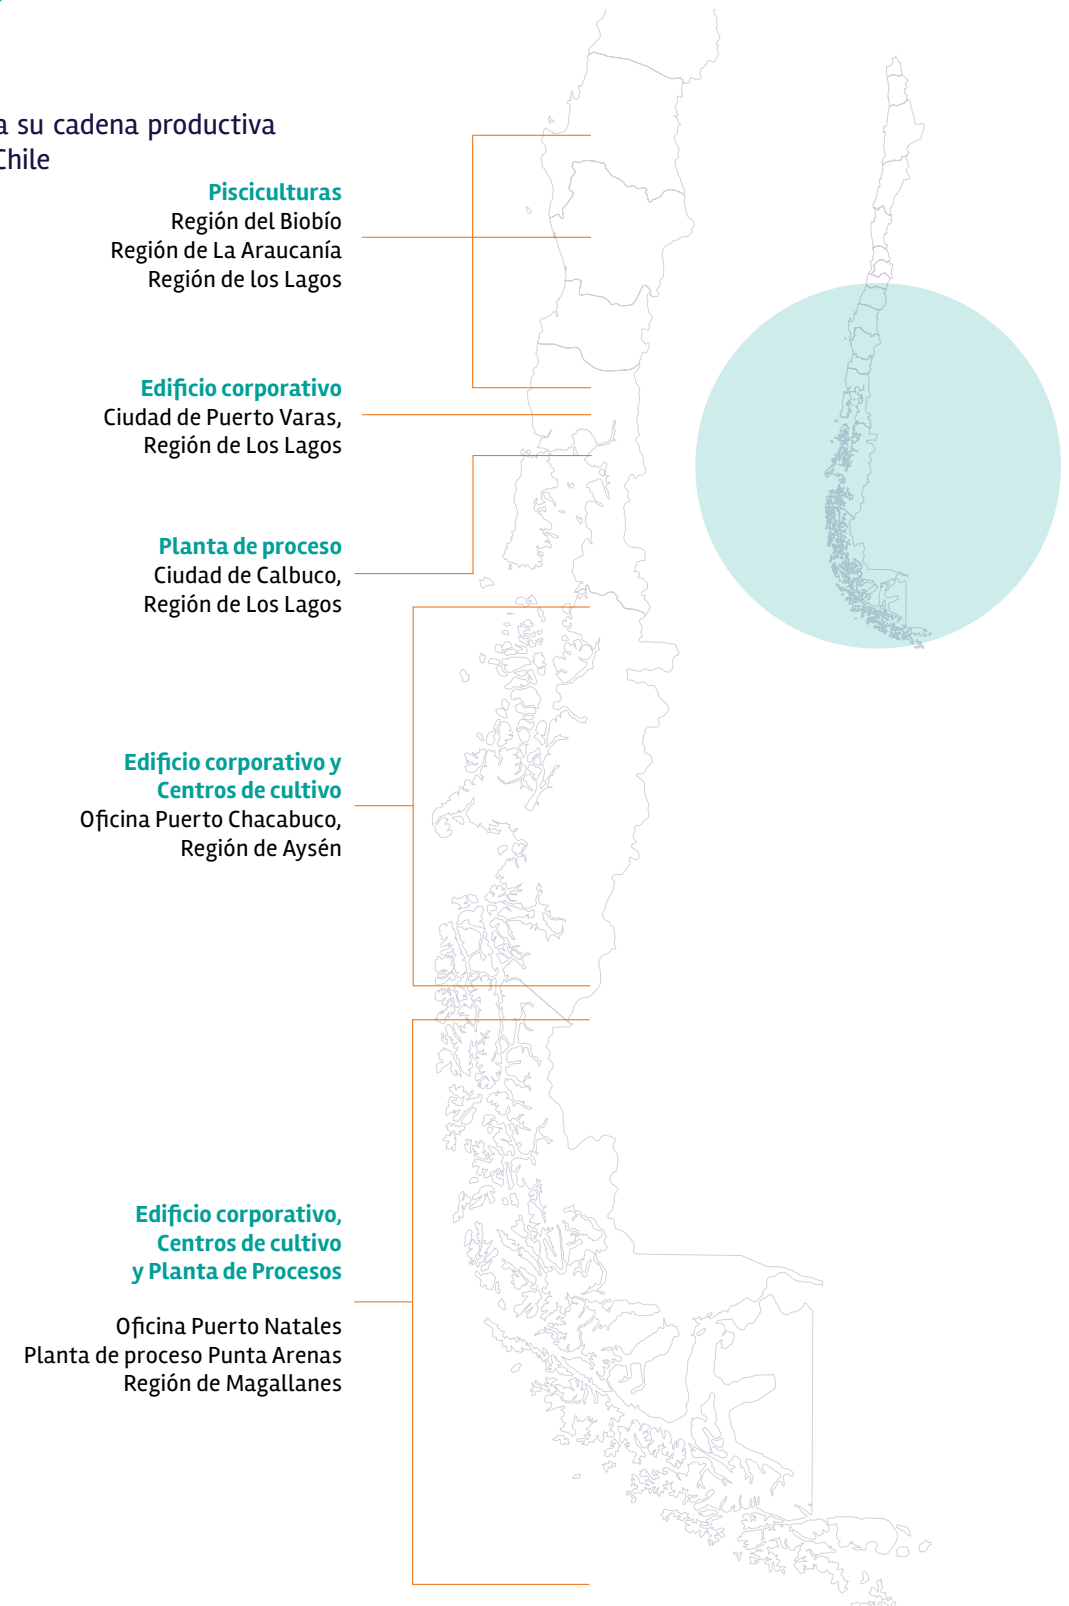 a su cadena productiva
Chile
Pisciculturas
Región del Biobío
Región de La Araucanía
Región de los Lagos
Edificio corporativo
Ciudad de Puerto Varas,
Región de Los Lagos
Planta de proceso
Ciudad de Calbuco,
Región de Los Lagos
Edificio corporativo y
Centros de cultivo
Oficina Puerto Chacabuco,
Región de Aysén
Edificio corporativo,
Centros de cultivo
y Planta de Procesos
Oficina Puerto Natales
Planta de proceso Punta Arenas
Región de Magallanes